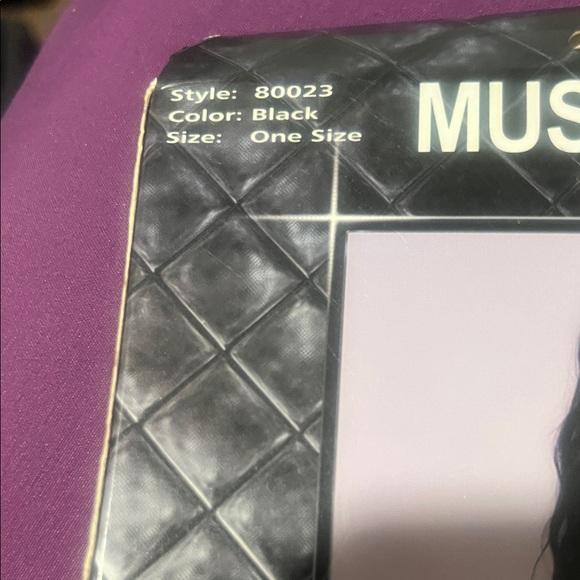 Style: 80023
Color: Black
Size: One Size
MUS